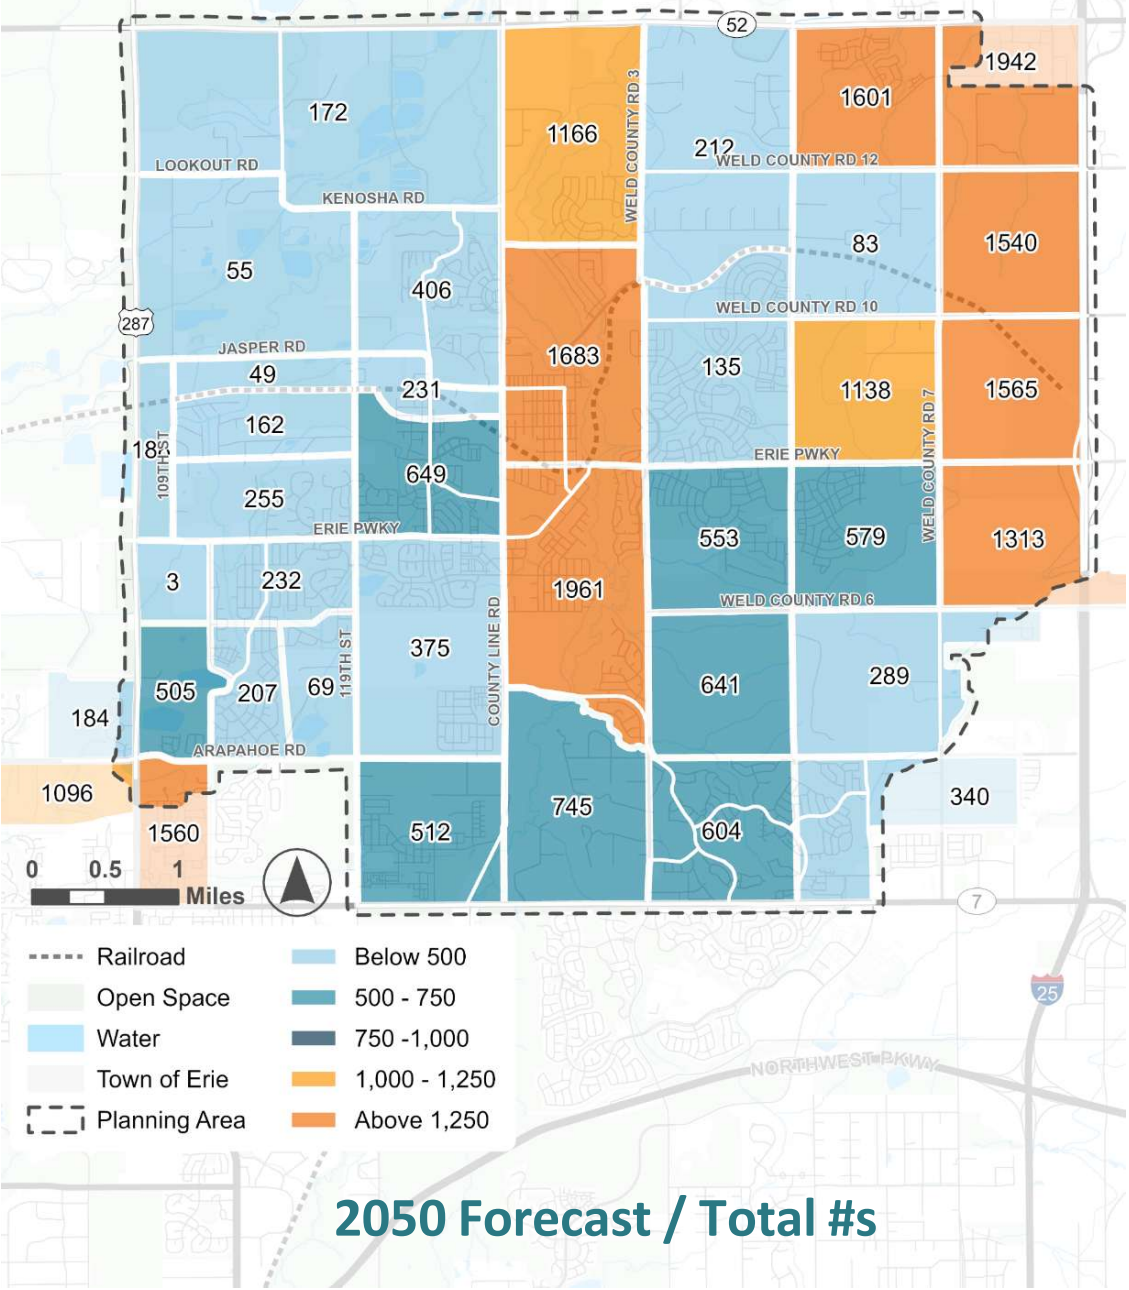 52
1942
1601
172
1166
WELD COUNTY RD 3
212
WELD COUNTY RD 12
LOOKOUT RD
KENOSHA RD
83
1540
55
406
287
WELD COUNTY RD 10
JASPER RD
1683
135
49
231
1138
1565
WELD COUNTY RD 7
162
109TH ST
649
ERIE PWKY
255
ERIE PWKY
553
579
1313
3
232
1961
WELD COUNTY RD 6
375
COUNTY LINE RD
119TH ST
505
207
69
641
289
184
ARAPAHOE RD
1096
340
1560
512
745
604
0 0.5 1
Miles
7
Railroad
Below 500
Open Space
500 - 750
Water
750 -1,000
Town of Erie
1,000 - 1,250
Planning Area
Above 1,250
25
NORTHWEST PKWY
2050 Forecast / Total #s